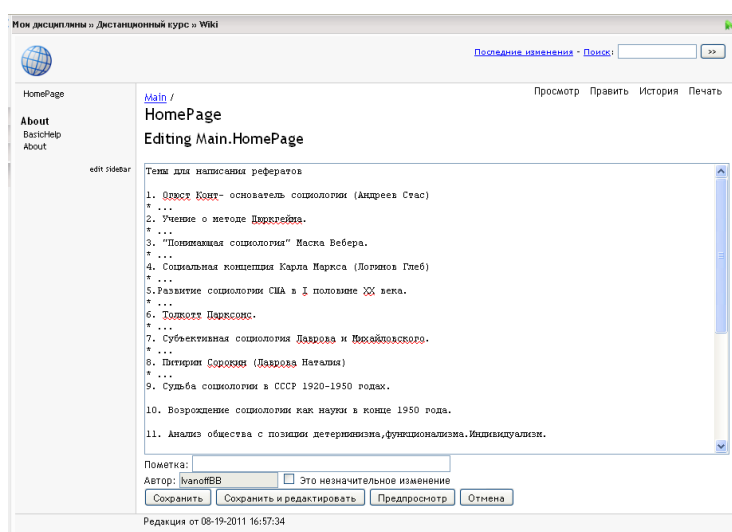 Мои дисциплины » Дистанционный курс » Wiki
Последние изменения - Поиск: >>
HomePage
About
BasicHelp
About
edit SideBar
Просмотр Править История Печать
Main /
HomePage
Editing Main.HomePage
Темы для написания рефератов
1. Огюст Конт- основатель социологии (Андреев Стас)
* ...
2. Учение о методе Дюркгейма.
* ...
3. "Понимающая социология" Маска Вебера.
* ...
4. Социальная концепция Карла Маркса (Логинов Глеб)
* ...
5.Развитие социологии США в I половине XX века.
* ...
6. Толкотт Парксонс.
* ...
7. Субъективная социология Лаврова и Михайловского.
* ...
8. Питирим Сорокин (Лаврова Наталия)
* ...
9. Судьба социологии в СССР 1920-1950 годах.
10. Возрождение социологии как науки в конце 1950 года.
11. Анализ общества с позиции детерминизма,функционализма.Индивидуализм.
Пометка:
Автор: IvanoffBB Это незначительное изменение
Сохранить Сохранить и редактировать Предпросмотр Отмена
Редакция от 08-19-2011 16:57:34